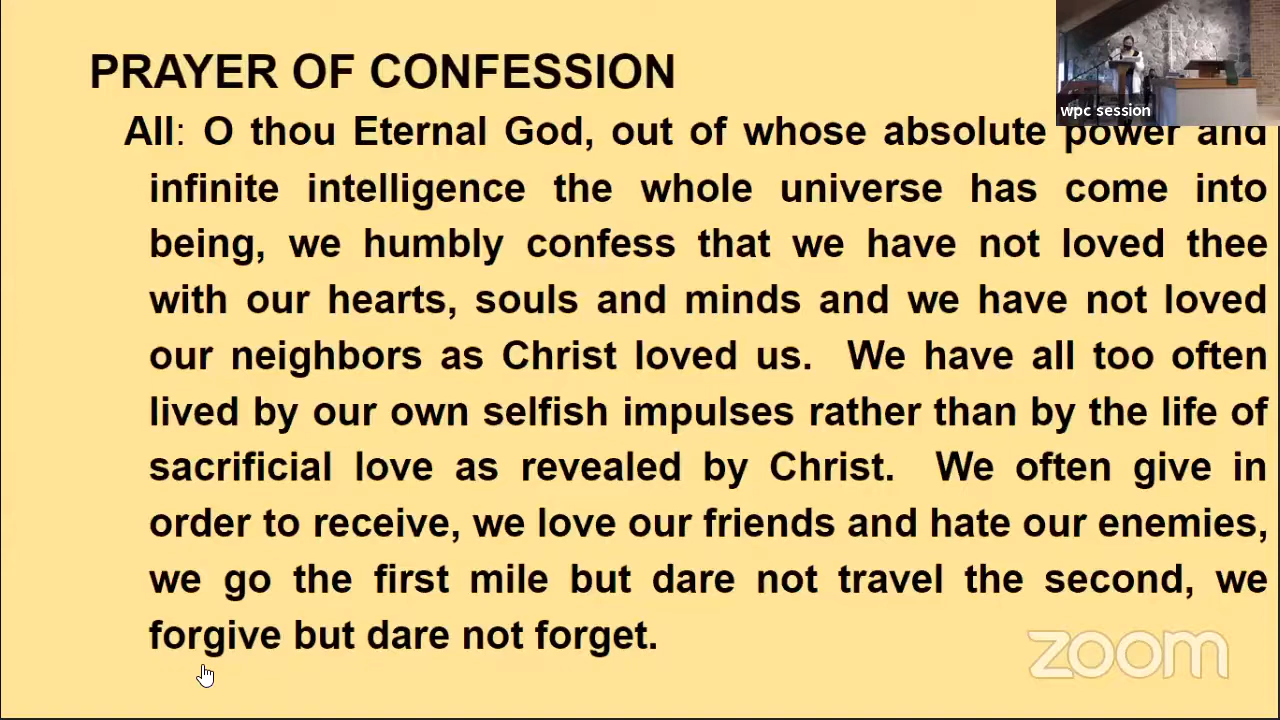 PRAYER OF CONFESSION
wpc session
All: O thou Eternal God, out of whose absolute power and
infinite intelligence the whole universe has come into
being, we humbly confess that we have not loved thee
with our hearts, souls and minds and we have not loved
our neighbors as Christ loved us. We have all too often
lived by our own selfish impulses rather than by the life of
sacrificial love as revealed by Christ. We often give in
order to receive, we love our friends and hate our enemies,
we go the first mile but dare not travel the second, we
forgive but dare not forget.
zoom